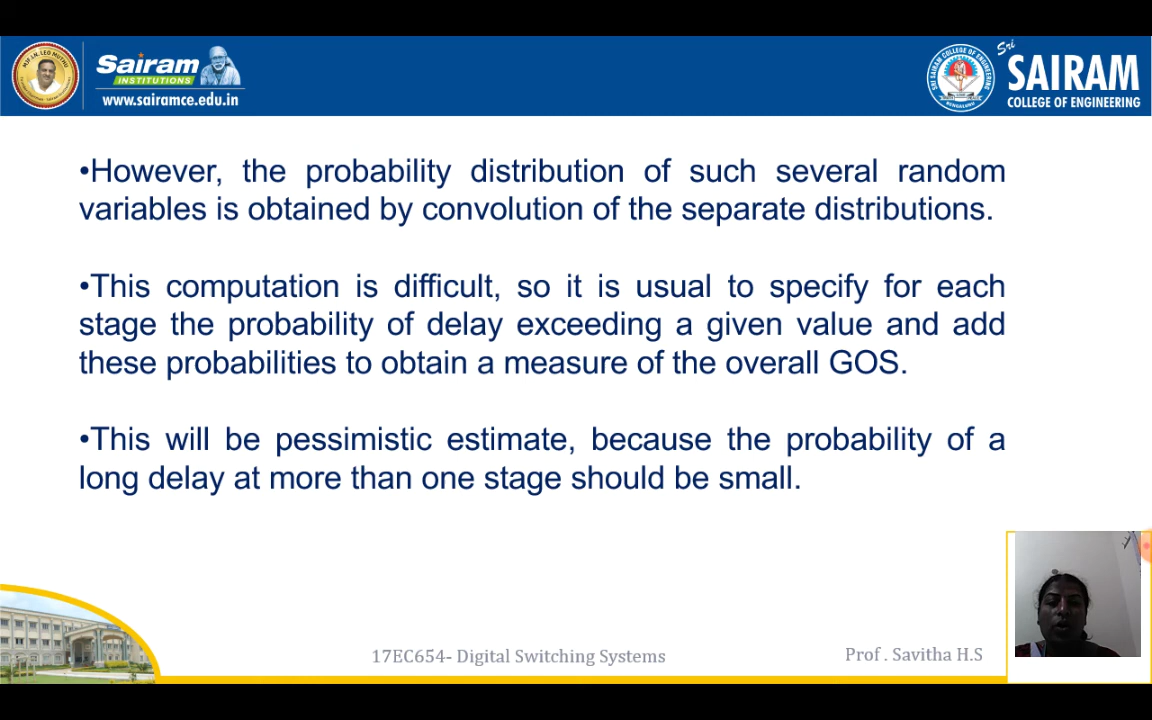 Sairam
INSTITUTIONS
www.sairamce.edu.in
Sri
SAIRAM
COLLEGE OF ENGINEERING
•However, the probability distribution of such several random
variables is obtained by convolution of the separate distributions.
•This computation is difficult, so it is usual to specify for each
stage the probability of delay exceeding a given value and add
these probabilities to obtain a measure of the overall GOS.
•This will be pessimistic estimate, because the probability of a
long delay at more than one stage should be small.
17EC654- Digital Switching Systems
Prof . Savitha H.S